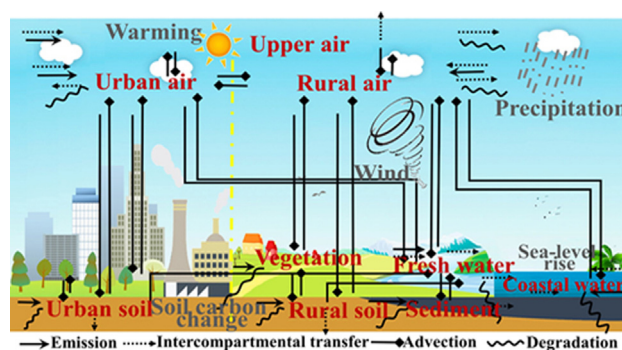 Warming
Upper air
Urban air
Rural air
Precipitation
Wind
Vegetation
Fresh water
Sea-level
rise
Coastal water
Urban soil
Soil carbon
change
Rural soil
Sediment
Emission Intercompartmental transfer Advection Degradation